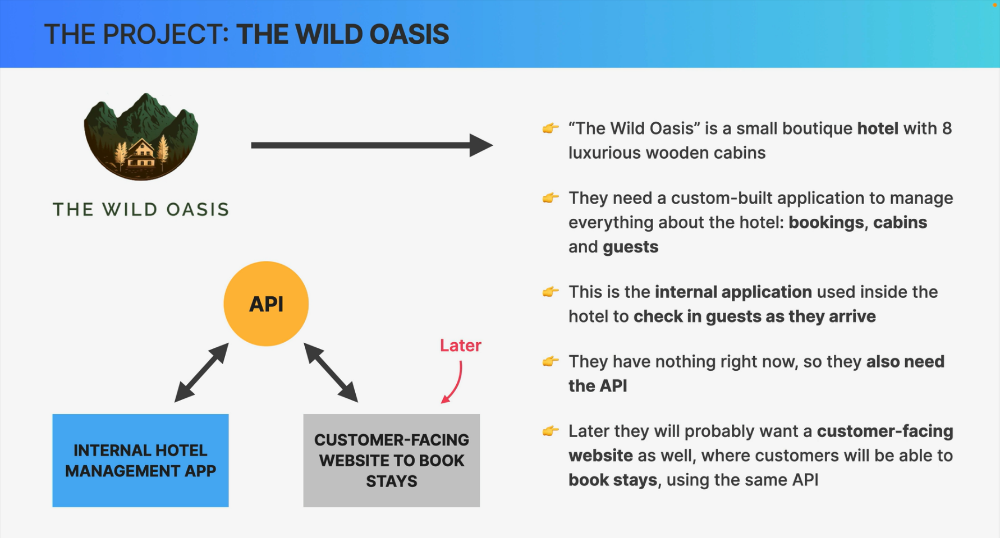 THE PROJECT: THE WILD OASIS
THE WILD OASIS
API
Later
INTERNAL HOTEL
MANAGEMENT APP
CUSTOMER-FACING
WEBSITE TO BOOK
STAYS
👉 “The Wild Oasis” is a small boutique hotel with 8
luxurious wooden cabins
👉 They need a custom-built application to manage
everything about the hotel: bookings, cabins
and guests
👉 This is the internal application used inside the
hotel to check in guests as they arrive
👉 They have nothing right now, so they also need
the API
👉 Later they will probably want a customer-facing
website as well, where customers will be able to
book stays, using the same API